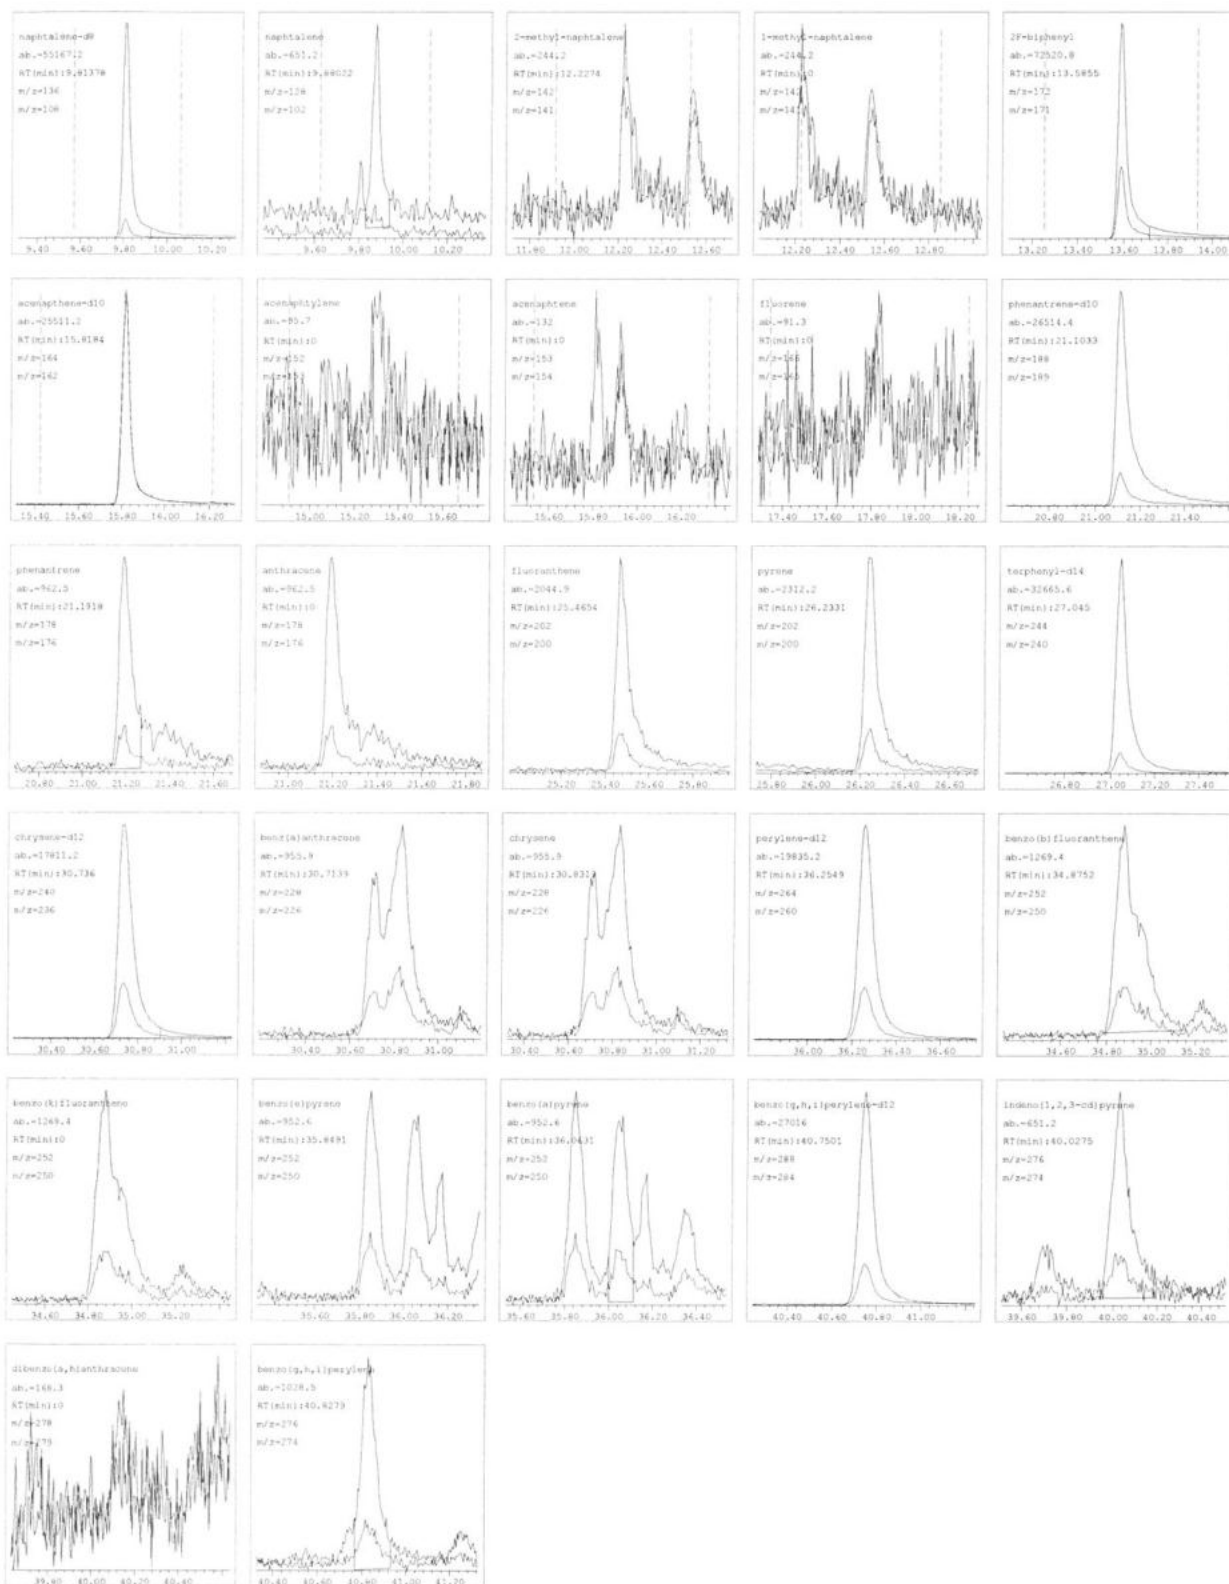 naphtalene-d8
ab.=55167.2
RT(min):9.81378
m/z=136
m/z=108
9.40 9.60 9.80 10.00 10.20
naphtalene
ab.=651.2
RT(min):9.88022
m/z=128
m/z=102
9.60 9.80 10.00 10.20
2-methyl-naphtalene
ab.=244.2
RT(min):12.2274
m/z=142
m/z=141
11.80 12.00 12.20 12.40 12.60
1-methyl-naphtalene
ab.=244.2
RT(min):0
m/z=142
m/z=141
12.20 12.40 12.60 12.80
2F-biphenyl
ab.=72520.8
RT(min):13.5855
m/z=172
m/z=171
13.20 13.40 13.60 13.80 14.00
acenapthene-d10
ab.=25511.2
RT(min):15.8184
m/z=164
m/z=162
15.40 15.60 15.80 16.00 16.20
acenaphtylene
ab.=85.7
RT(min):0
m/z=152
15.00 15.20 15.40 15.60
acenaphtene
ab.=132
RT(min):0
m/z=153
m/z=154
15.60 15.80 16.00 16.20
fluorene
ab.=91.3
RT(min):0
m/z=166
m/z=165
17.40 17.60 17.80 18.00 18.20
phenantrene-d10
ab.=26514.4
RT(min):21.1033
m/z=188
m/z=189
20.80 21.00 21.20 21.40
phenantrene
ab.=962.5
RT(min):21.1918
m/z=178
m/z=176
20.80 21.00 21.20 21.40 21.60
anthracene
ab.=962.5
RT(min):0
m/z=178
m/z=176
21.00 21.20 21.40 21.60 21.80
fluoranthene
ab.=2044.9
RT(min):25.4654
m/z=202
m/z=200
25.20 25.40 25.60 25.80
pyrene
ab.=2312.2
RT(min):26.2331
m/z=202
m/z=200
25.80 26.00 26.20 26.40 26.60
terphenyl-d14
ab.=32665.6
RT(min):27.045
m/z=244
m/z=240
26.80 27.00 27.20 27.40
chrysene-d12
ab.=17811.2
RT(min):30.736
m/z=240
m/z=236
30.40 30.60 30.80 31.00
benz(a)anthracene
ab.=955.9
RT(min):30.7139
m/z=228
m/z=226
30.40 30.60 30.80 31.00
chrysene
ab.=955.9
m/z=228
m/z=226
30.40 30.60 30.80 31.00 31.20
perylene-d12
ab.=19835.2
RT(min):36.2549
m/z=264
m/z=260
36.00 36.20 36.40 36.60
benzo(b)fluoranthene
ab.=1269.4
RT(min):34.8752
m/z=252
m/z=250
34.60 34.80 35.00 35.20
benzo(k)fluoranthene
ab.=1269.4
RT(min):0
m/z=252
m/z=250
34.60 34.80 35.00 35.20
benzo(e)pyrene
ab.=952.6
RT(min):35.8491
m/z=252
m/z=250
35.60 35.80 36.00 36.20
benzo(a)pyrene
ab.=952.6
RT(min):36.0631
m/z=252
m/z=250
35.60 35.80 36.00 36.20 36.40
benzo(g,h,i)perylene-d12
ab.=27016
RT(min):40.7501
m/z=288
m/z=284
40.40 40.60 40.80 41.00
indeno(1,2,3-cd)pyrene
ab.=651.2
RT(min):40.0275
m/z=276
m/z=274
39.60 39.80 40.00 40.20 40.40
dibenzo(a,h)anthracene
ab.=168.3
RT(min):0
m/z=278
m/z=279
39.80 40.00 40.20 40.40
benzo(g,h,i)perylene
ab.=1028.5
RT(min):40.8279
m/z=276
m/z=274
40.40 40.60 40.80 41.00 41.20